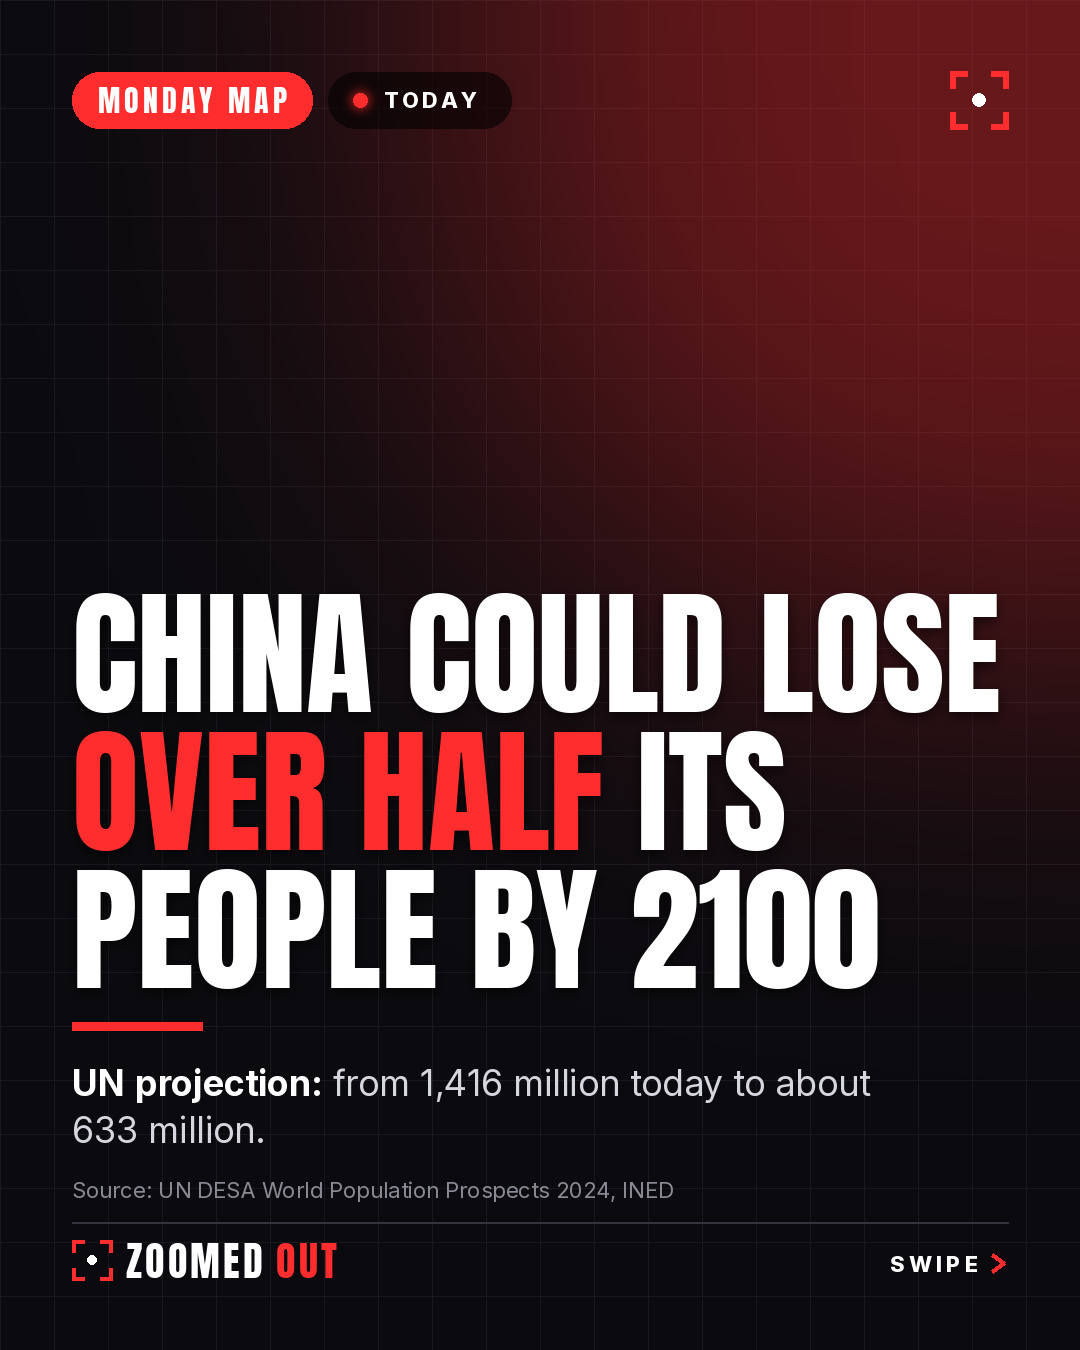 MONDAY MAP
TODAY
CHINA COULD LOSE
OVER HALF ITS
PEOPLE BY 2100
UN projection: from 1,416 million today to about
633 million.
Source: UN DESA World Population Prospects 2024, INED
ZOOMED OUT
SWIPE